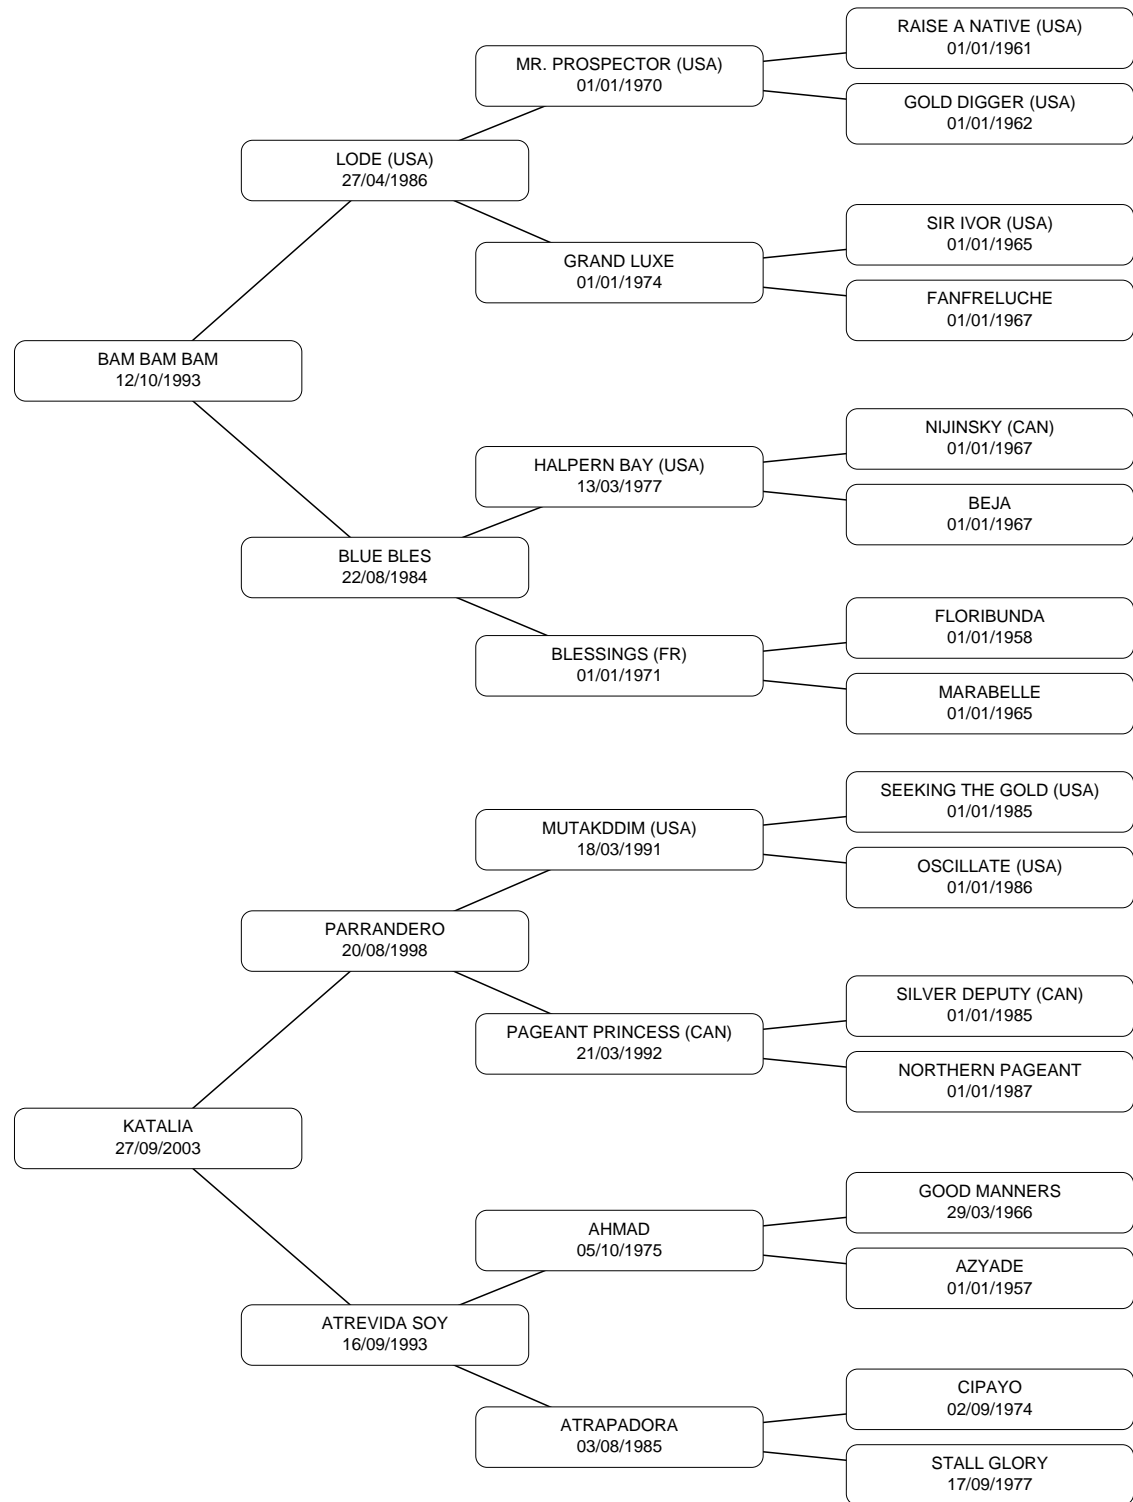 RAISE A NATIVE (USA)
01/01/1961
MR. PROSPECTOR (USA)
01/01/1970
GOLD DIGGER (USA)
01/01/1962
LODE (USA)
27/04/1986
SIR IVOR (USA)
01/01/1965
GRAND LUXE
01/01/1974
FANFRELUCHE
01/01/1967
BAM BAM BAM
12/10/1993
NIJINSKY (CAN)
01/01/1967
HALPERN BAY (USA)
13/03/1977
BEJA
01/01/1967
BLUE BLES
22/08/1984
FLORIBUNDA
01/01/1958
BLESSINGS (FR)
01/01/1971
MARABELLE
01/01/1965
SEEKING THE GOLD (USA)
01/01/1985
MUTAKDDIM (USA)
18/03/1991
OSCILLATE (USA)
01/01/1986
PARRANDERO
20/08/1998
SILVER DEPUTY (CAN)
01/01/1985
PAGEANT PRINCESS (CAN)
21/03/1992
NORTHERN PAGEANT
01/01/1987
KATALIA
27/09/2003
GOOD MANNERS
29/03/1966
AHMAD
05/10/1975
AZYADE
01/01/1957
ATREVIDA SOY
16/09/1993
CIPAYO
02/09/1974
ATRAPADORA
03/08/1985
STALL GLORY
17/09/1977